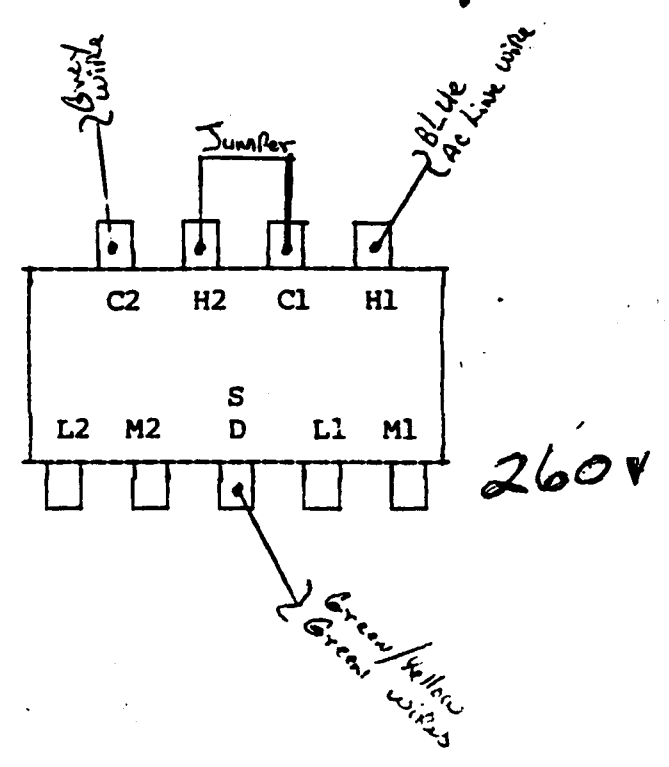 Grey
wire
Jumper
BLUe
Ac Line wire
C2 H2 C1 H1
S
L2 M2 D L1 M1
260V
Green/Yellow
Green wires